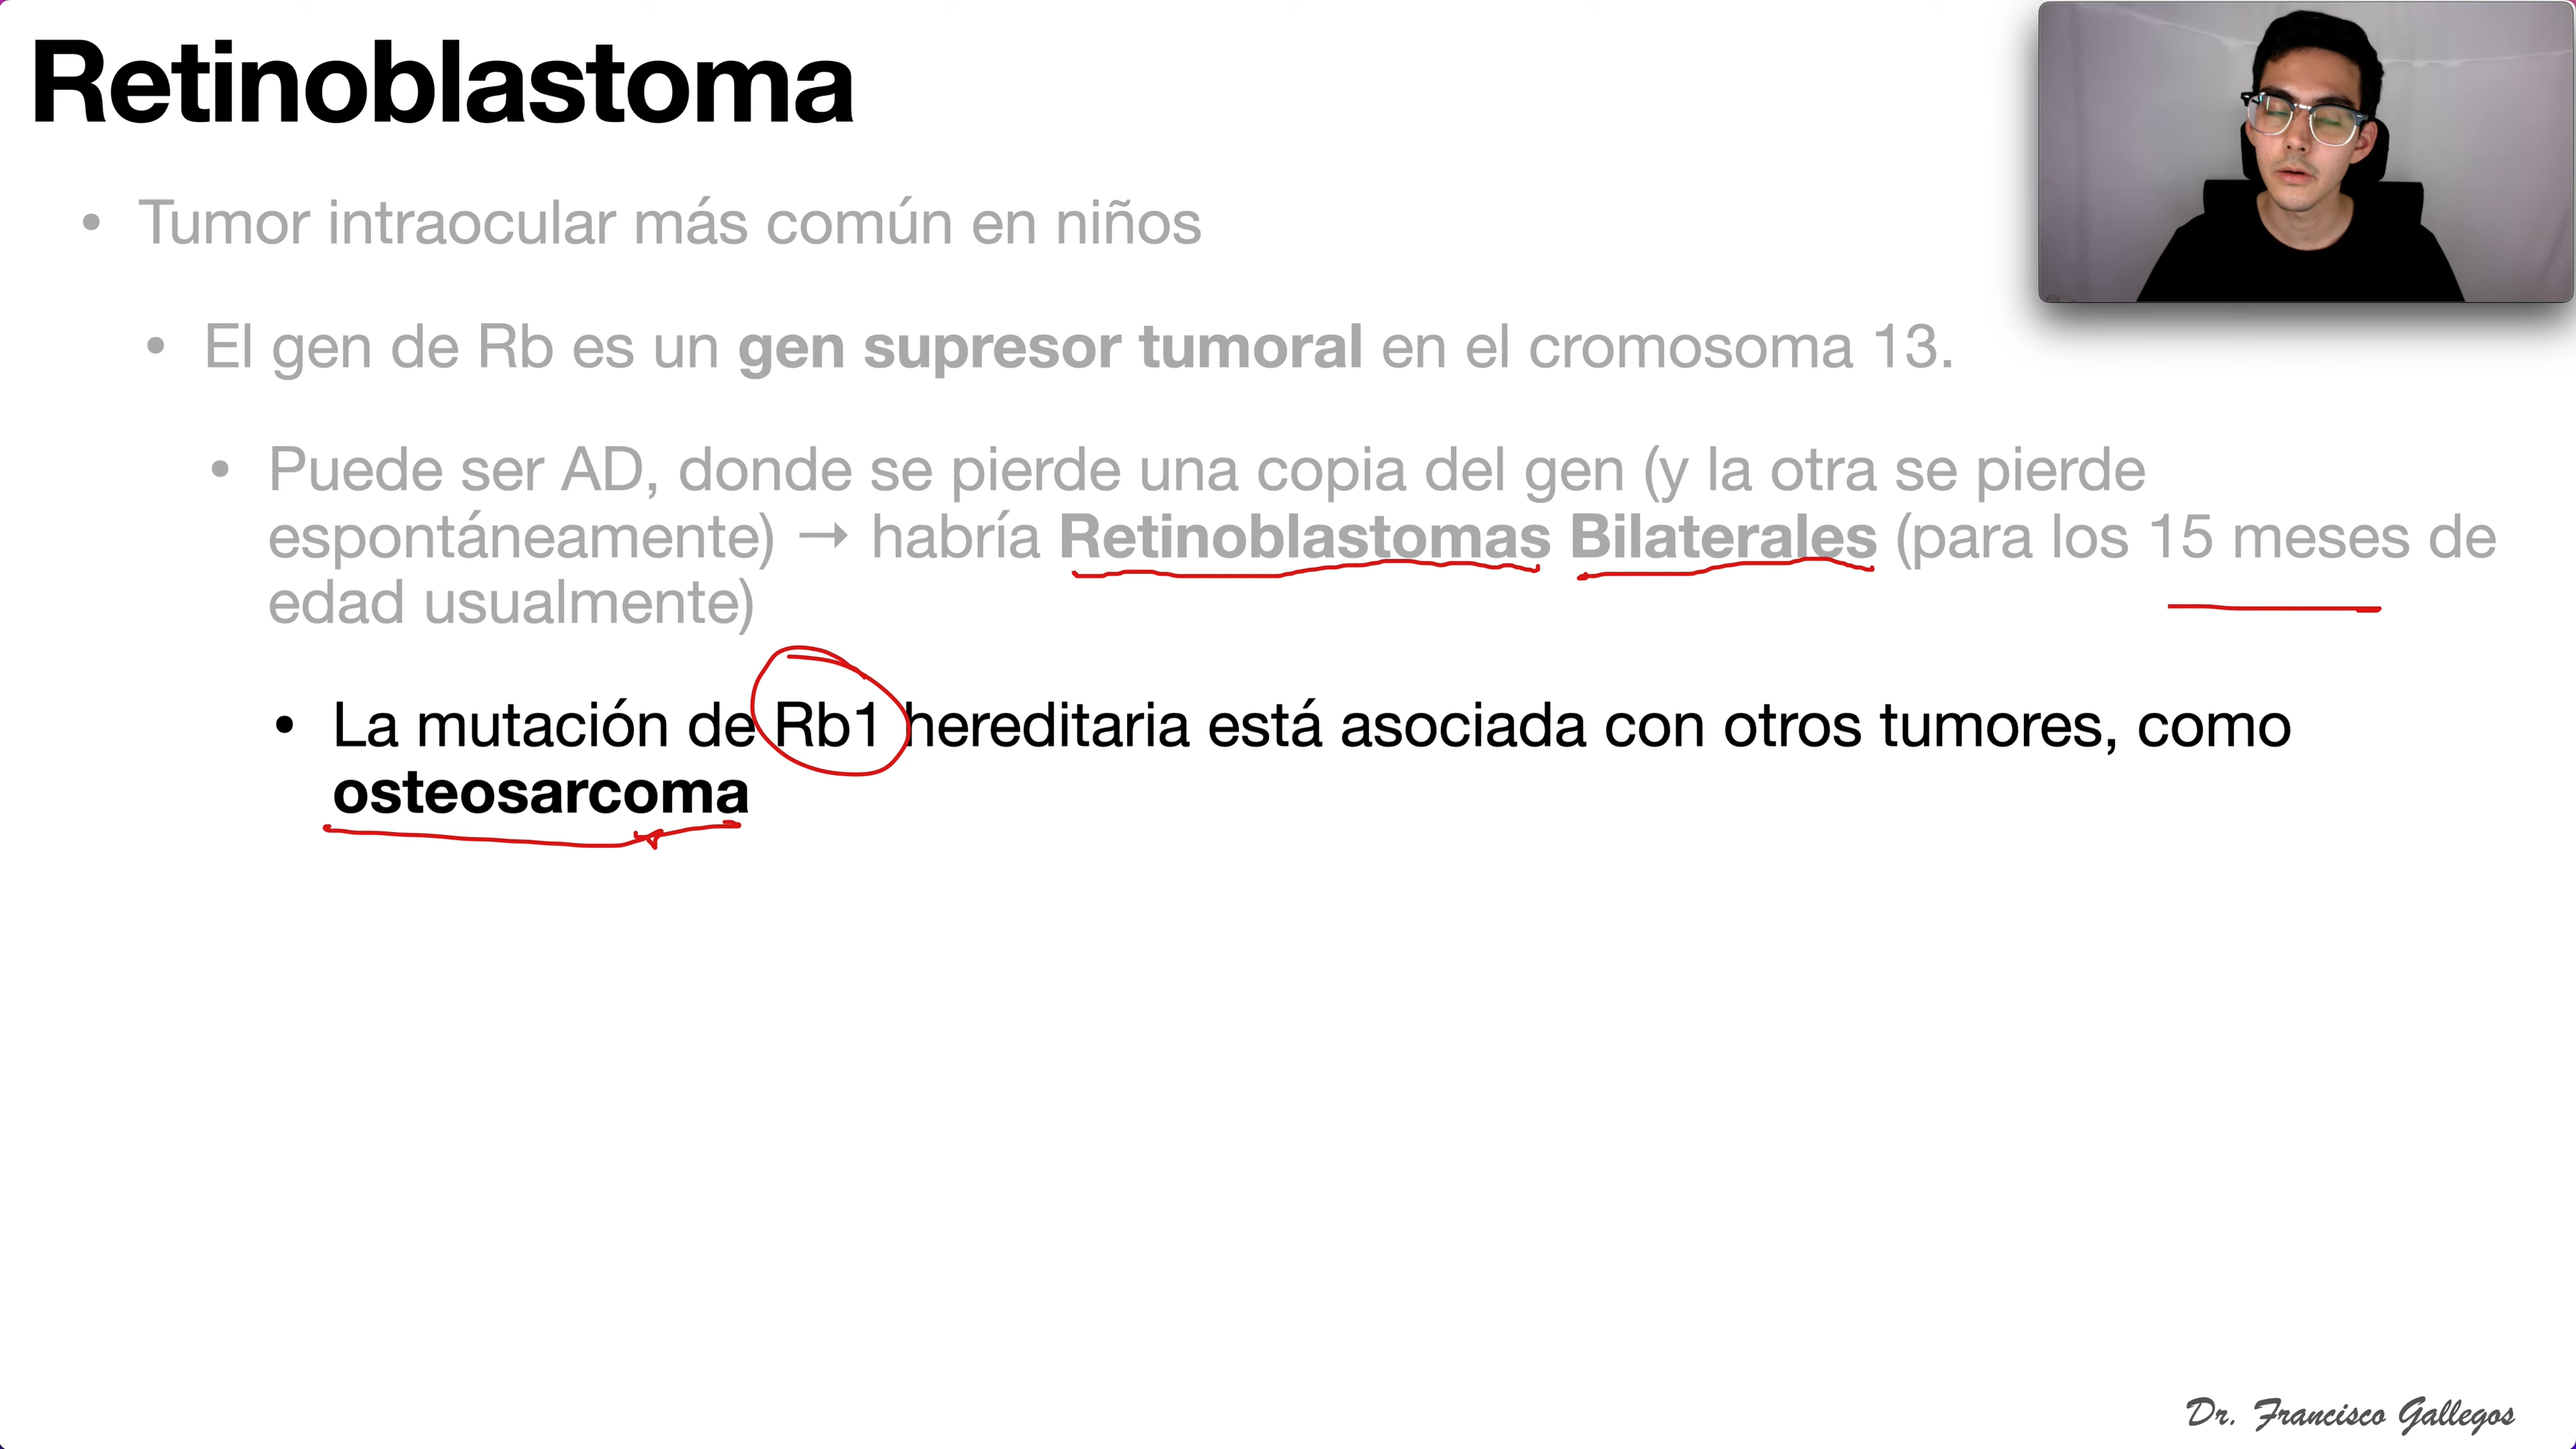 Retinoblastoma
• Tumor intraocular más común en niños
• El gen de Rb es un gen supresor tumoral en el cromosoma 13.
• Puede ser AD, donde se pierde una copia del gen (y la otra se pierde
espontáneamente) → habría Retinoblastomas Bilaterales (para los 15 meses de
edad usualmente)
• La mutación de Rb1 hereditaria está asociada con otros tumores, como
osteosarcoma
Dr. Francisco Gallegos